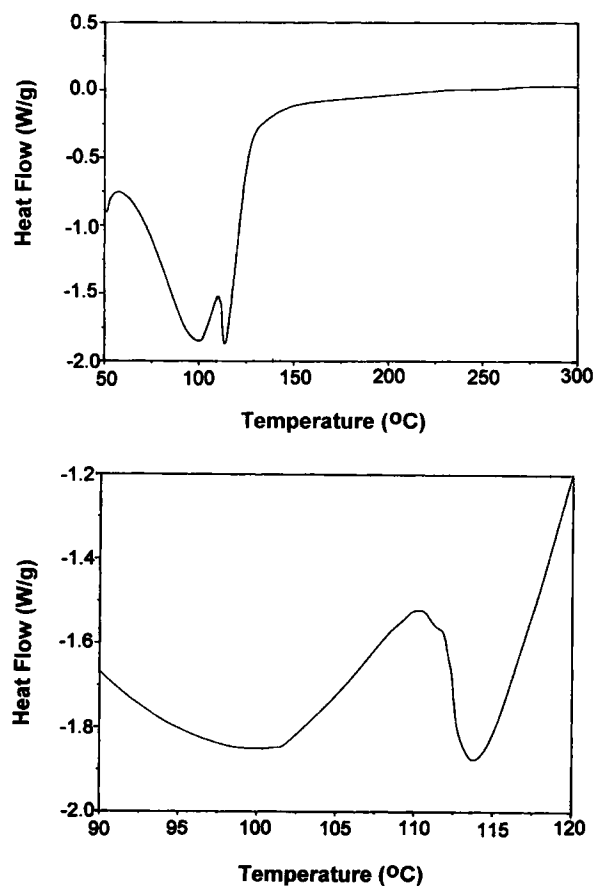 0.5
0.0
-0.5
-1.0
-1.5
-2.0
Heat Flow (W/g)
50 100 150 200 250 300
Temperature (ºC)
-1.2
-1.4
-1.6
-1.8
-2.0
Heat Flow (W/g)
90 95 100 105 110 115 120
Temperature (ºC)